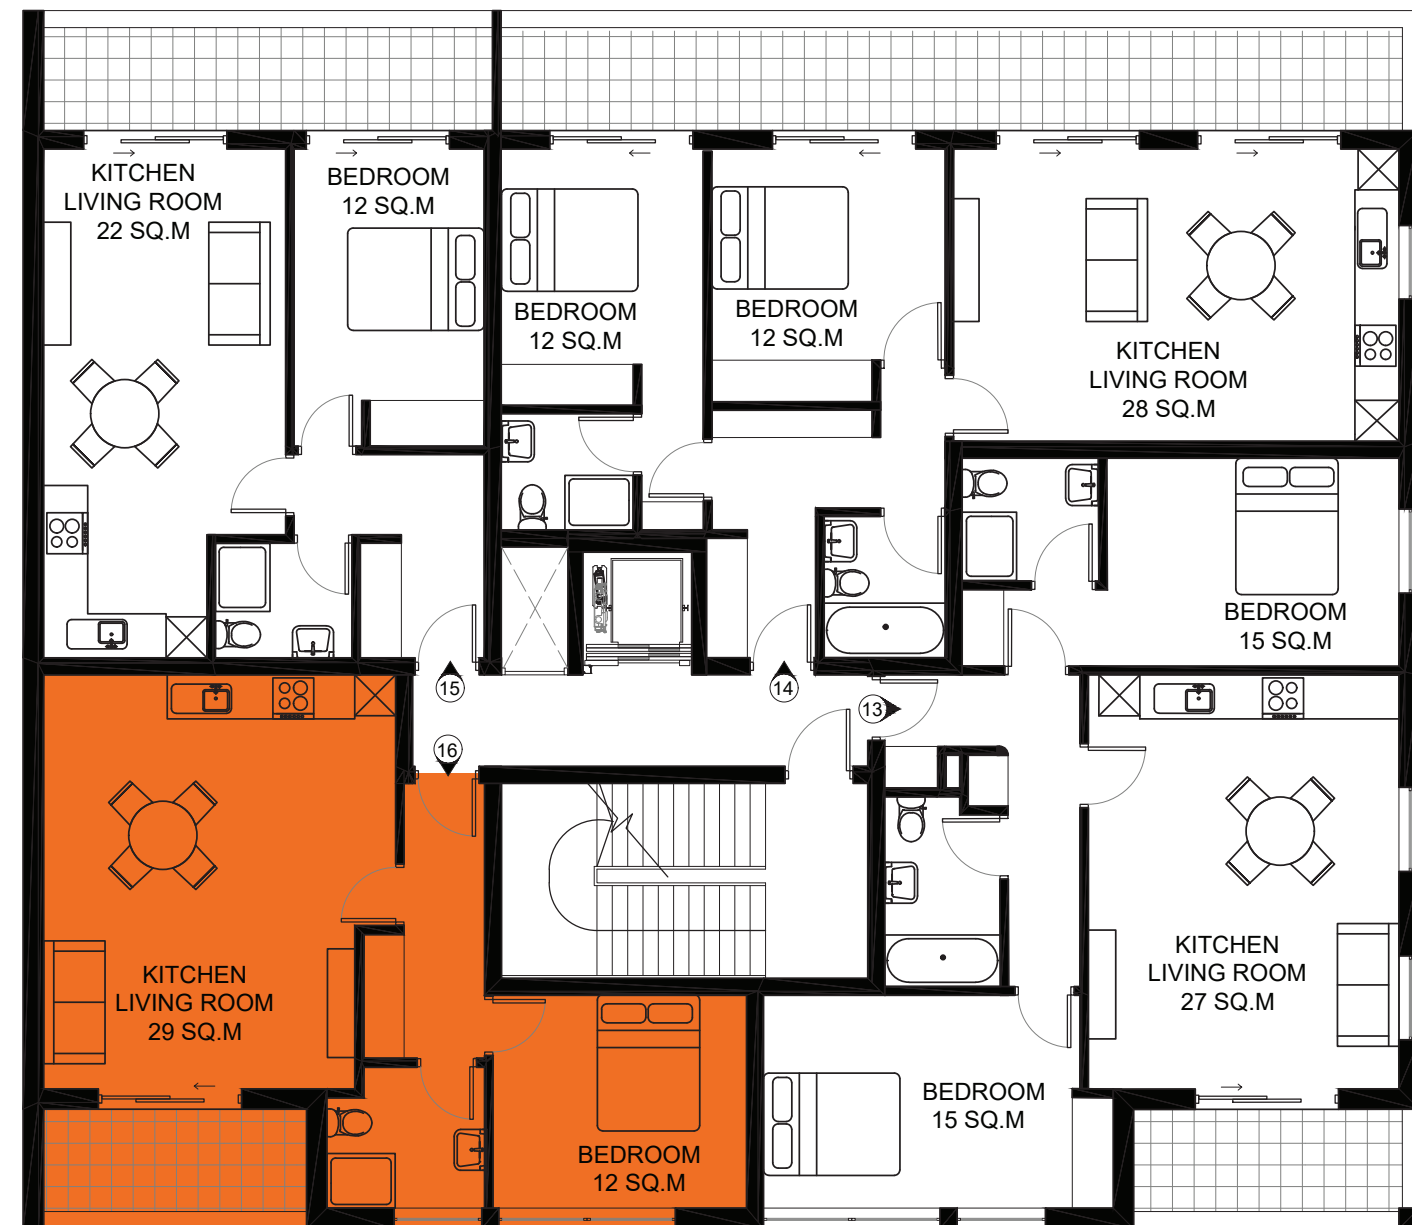 KITCHEN
LIVING ROOM
22 SQ.M
BEDROOM
12 SQ.M
BEDROOM
12 SQ.M
BEDROOM
12 SQ.M
KITCHEN
LIVING ROOM
28 SQ.M
BEDROOM
15 SQ.M
15
14
13
16
KITCHEN
LIVING ROOM
29 SQ.M
KITCHEN
LIVING ROOM
27 SQ.M
BEDROOM
15 SQ.M
BEDROOM
12 SQ.M